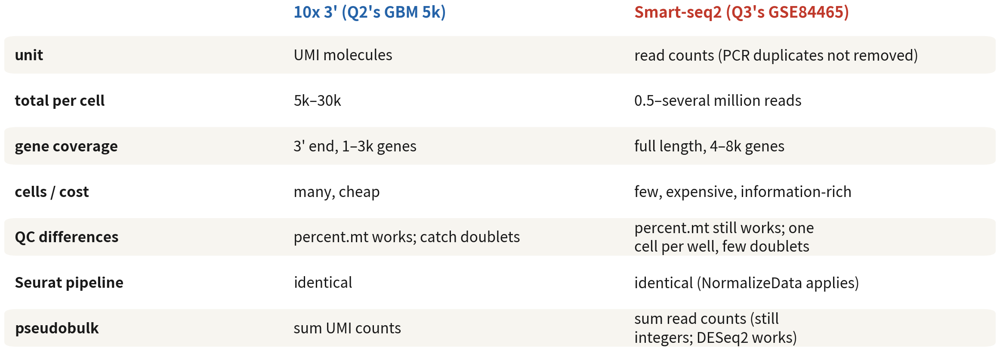 10x 3' (Q2's GBM 5k) Smart-seq2 (Q3's GSE84465)
unit UMI molecules read counts (PCR duplicates not removed)
total per cell 5k–30k 0.5–several million reads
gene coverage 3' end, 1–3k genes full length, 4–8k genes
cells / cost many, cheap few, expensive, information-rich
QC differences percent.mt works; catch doublets percent.mt still works; one
cell per well, few doublets
Seurat pipeline identical identical (NormalizeData applies)
pseudobulk sum UMI counts sum read counts (still
integers; DESeq2 works)